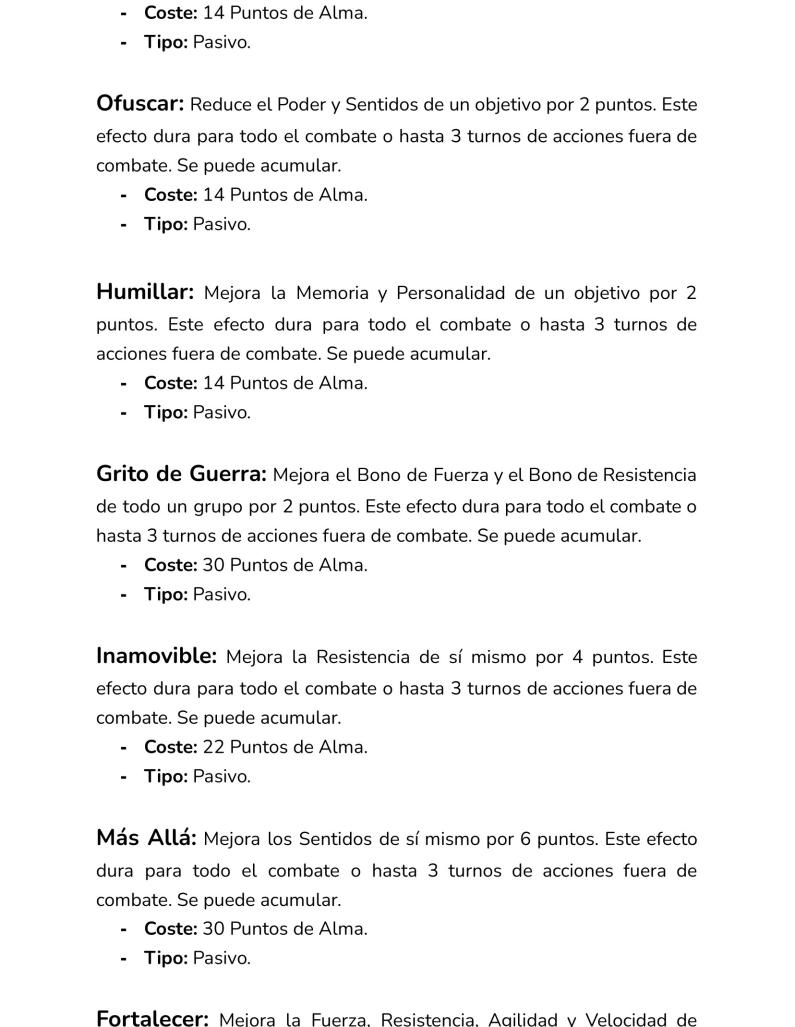 - Coste: 14 Puntos de Alma.
- Tipo: Pasivo.
Ofuscar: Reduce el Poder y Sentidos de un objetivo por 2 puntos. Este
efecto dura para todo el combate o hasta 3 turnos de acciones fuera de
combate. Se puede acumular.
- Coste: 14 Puntos de Alma.
- Tipo: Pasivo.
Humillar: Mejora la Memoria y Personalidad de un objetivo por 2
puntos. Este efecto dura para todo el combate o hasta 3 turnos de
acciones fuera de combate. Se puede acumular.
- Coste: 14 Puntos de Alma.
- Tipo: Pasivo.
Grito de Guerra: Mejora el Bono de Fuerza y el Bono de Resistencia
de todo un grupo por 2 puntos. Este efecto dura para todo el combate o
hasta 3 turnos de acciones fuera de combate. Se puede acumular.
- Coste: 30 Puntos de Alma.
- Tipo: Pasivo.
Inamovible: Mejora la Resistencia de sí mismo por 4 puntos. Este
efecto dura para todo el combate o hasta 3 turnos de acciones fuera de
combate. Se puede acumular.
- Coste: 22 Puntos de Alma.
- Tipo: Pasivo.
Más Allá: Mejora los Sentidos de sí mismo por 6 puntos. Este efecto
dura para todo el combate o hasta 3 turnos de acciones fuera de
combate. Se puede acumular.
- Coste: 30 Puntos de Alma.
- Tipo: Pasivo.
Fortalecer: Mejora la Fuerza, Resistencia, Agilidad y Velocidad de